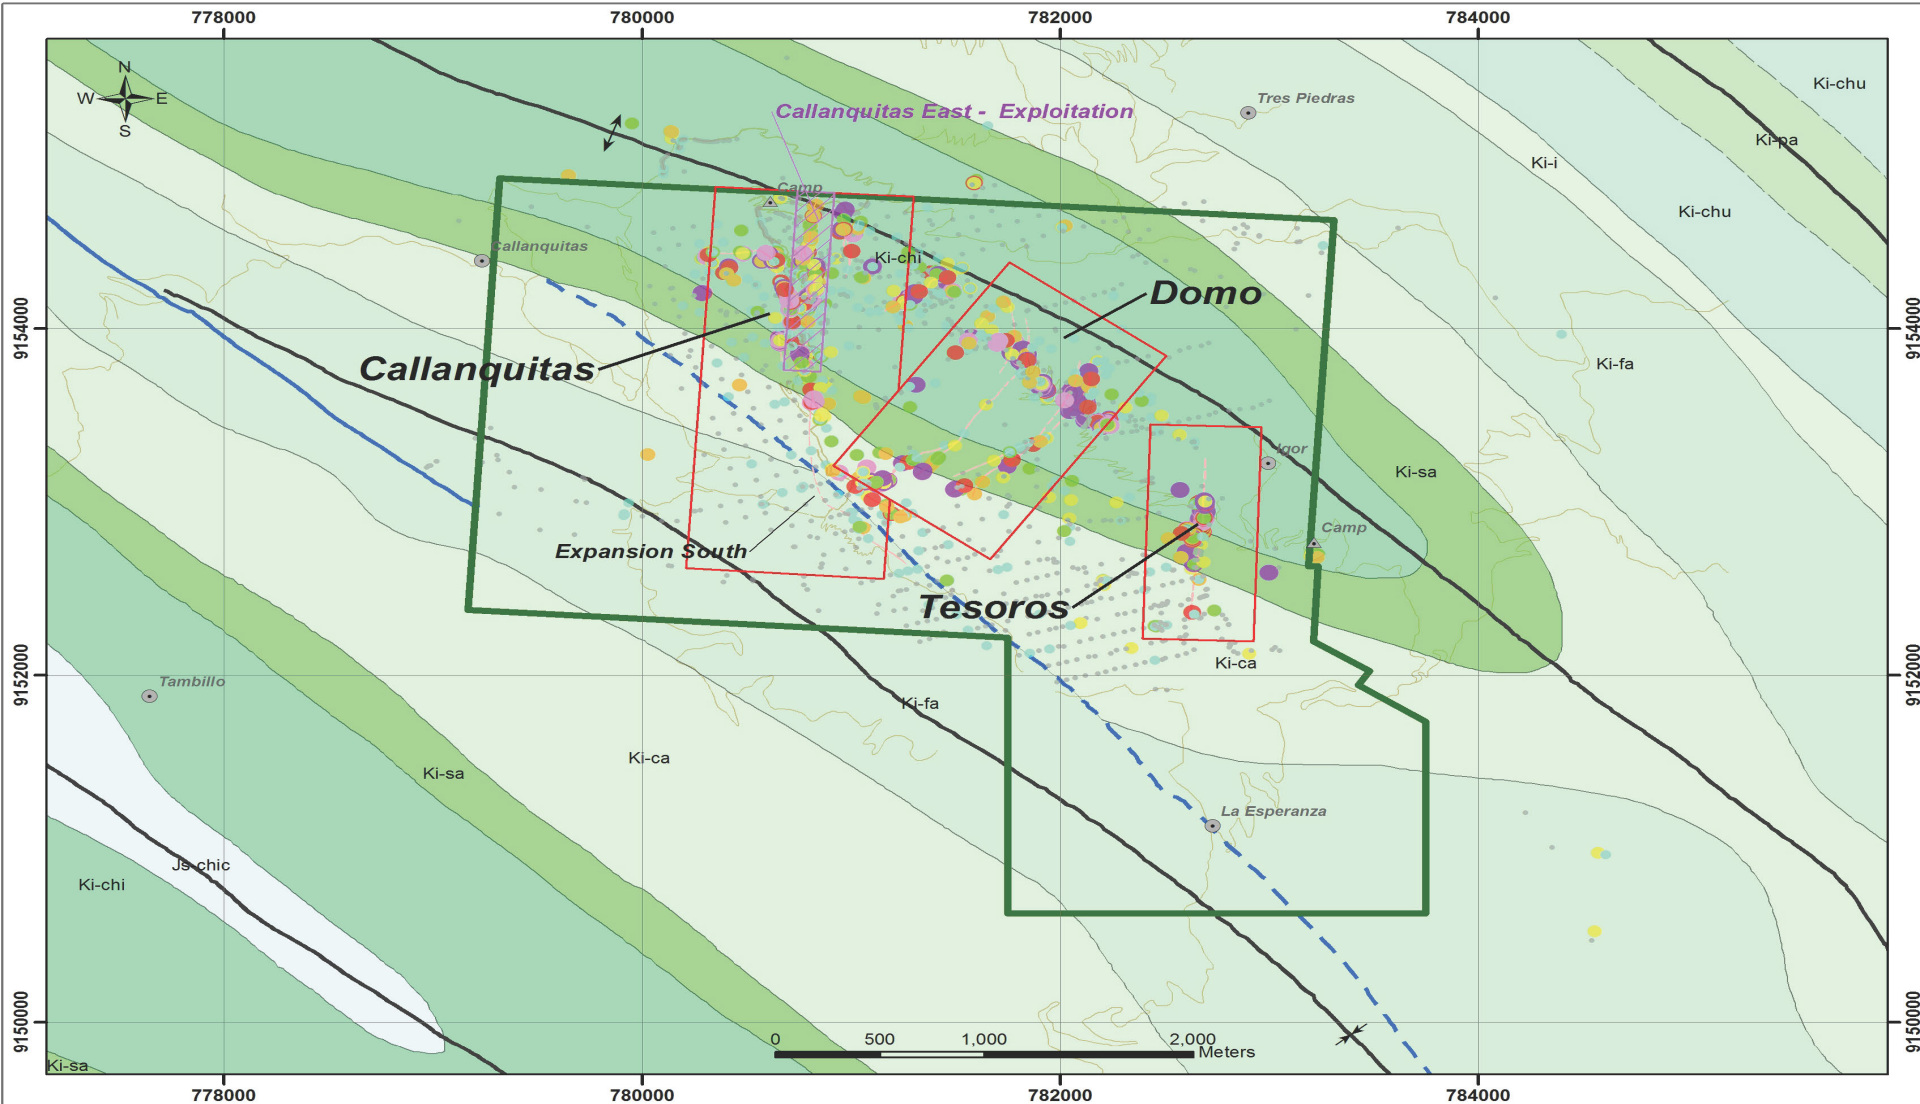 778000
780000
782000
784000
N
W E
S
Callanquitas East - Exploitation
Tres Piedras
Ki-chu
Ki-pa
Ki-i
Ki-chu
Camp
Callanquitas
Ki-chi
Domo
9154000
9154000
Callanquitas
Ki-fa
Igor
Ki-sa
Camp
Expansion South
Tesoros
Ki-ca
9152000
9152000
Tambillo
Ki-fa
Ki-ca
Ki-sa
La Esperanza
Js-chic
Ki-chi
9150000
9150000
0 500 1,000 2,000
Meters
Ki-sa
778000
780000
782000
784000